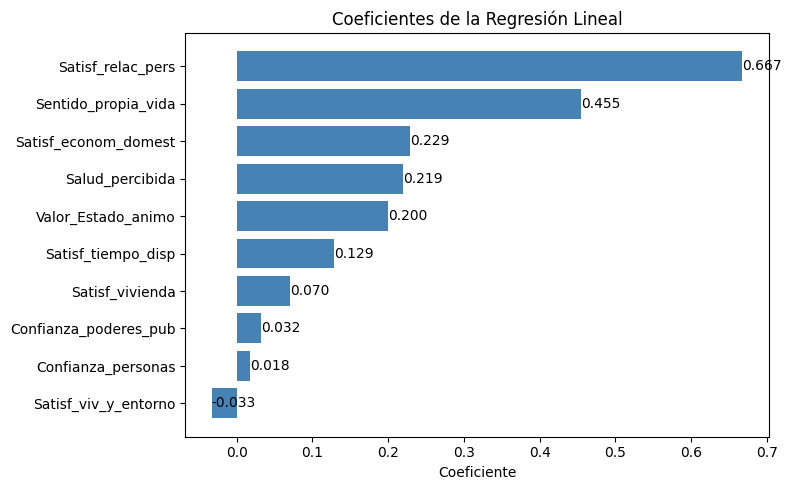 Coeficientes de la Regresión Lineal
Satisf_relac_pers 0.667
Sentido_propia_vida 0.455
Satisf_econom_domest 0.229
Salud_percibida 0.219
Valor_Estado_animo 0.200
Satisf_tiempo_disp 0.129
Satisf_vivienda 0.070
Confianza_poderes_pub 0.032
Confianza_personas 0.018
Satisf_viv_y_entorno -0.033
0.0 0.1 0.2 0.3 0.4 0.5 0.6 0.7
Coeficiente